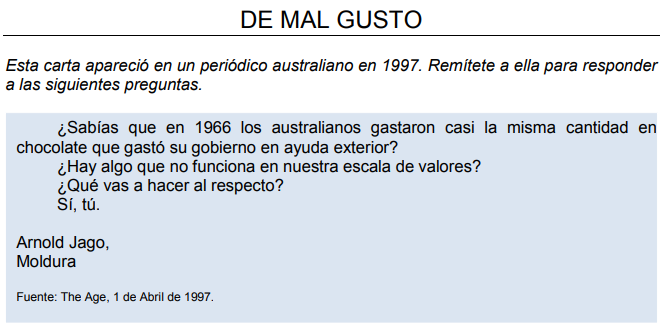 DE MAL GUSTO
Esta carta apareció en un periódico australiano en 1997. Remítete a ella para responder
a las siguientes preguntas.
¿Sabías que en 1966 los australianos gastaron casi la misma cantidad en
chocolate que gastó su gobierno en ayuda exterior?
¿Hay algo que no funciona en nuestra escala de valores?
¿Qué vas a hacer al respecto?
Sí, tú.
Arnold Jago,
Moldura
Fuente: The Age, 1 de Abril de 1997.